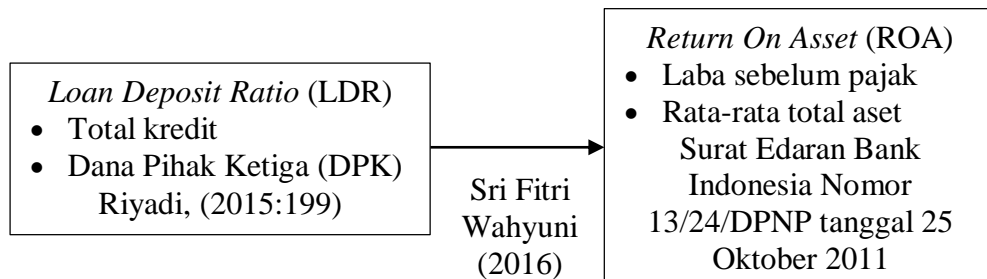 Loan Deposit Ratio (LDR)
• Total kredit
• Dana Pihak Ketiga (DPK)
Riyadi, (2015:199)
Sri Fitri
Wahyuni
(2016)
Return On Asset (ROA)
• Laba sebelum pajak
• Rata-rata total aset
Surat Edaran Bank
Indonesia Nomor
13/24/DPNP tanggal 25
Oktober 2011